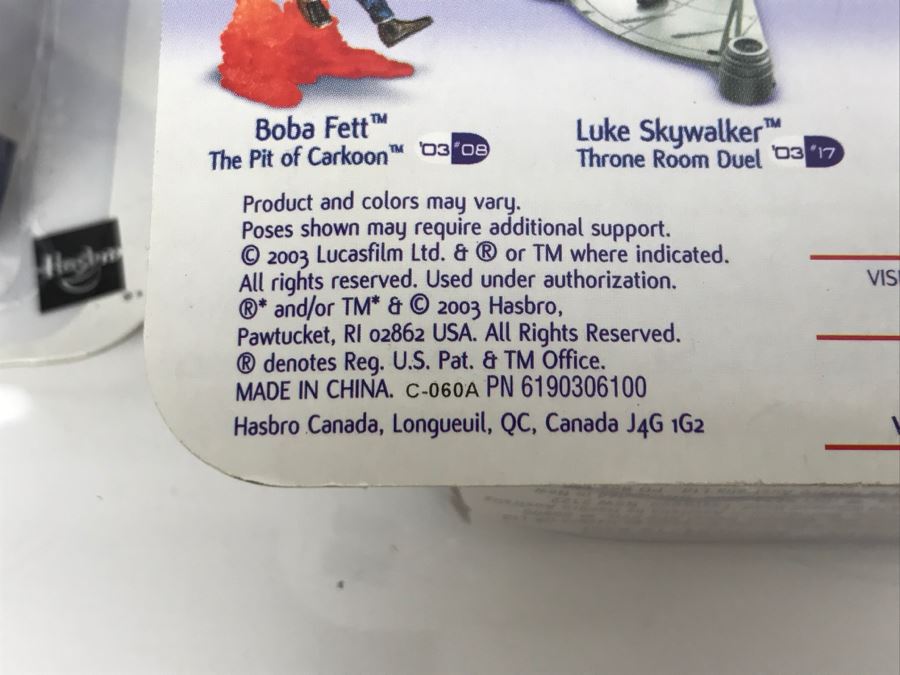 Boba Fett™
The Pit of Carkoon™ '03 #08
Luke Skywalker™
Throne Room Duel '03 #17
Product and colors may vary.
Poses shown may require additional support.
© 2003 Lucasfilm Ltd. & ® or TM where indicated.
All rights reserved. Used under authorization.
®* and/or TM* & © 2003 Hasbro,
Pawtucket, RI 02862 USA. All Rights Reserved.
® denotes Reg. U.S. Pat. & TM Office.
MADE IN CHINA. C-060A PN 6190306100
Hasbro Canada, Longueuil, QC, Canada J4G 1G2
Hasbro
VIS